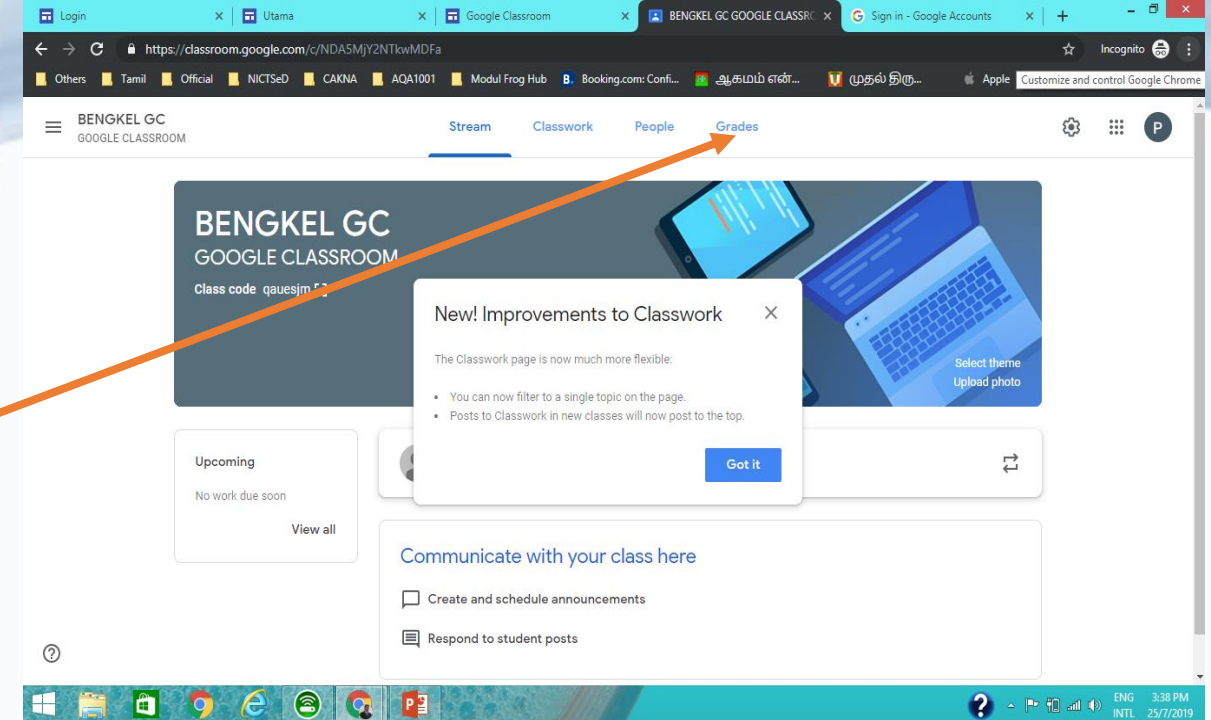 Login
Utama
Google Classroom
BENGKEL GC GOOGLE CLASSRO
Sign in - Google Accounts
https://classroom.google.com/c/NDA5MjY2NTkwMDFa
Incognito
Others Tamil Official NICTSeD CAKNA AQA1001 Modul Frog Hub B. Booking.com: Confi... ஆகமம் என்... முதல் திரு... Apple
Customize and control Google Chrome
BENGKEL GC
GOOGLE CLASSROOM
Stream Classwork People Grades
P
BENGKEL GC
GOOGLE CLASSROOM
Class code qauesjm
Select theme
Upload photo
New! Improvements to Classwork
The Classwork page is now much more flexible:
• You can now filter to a single topic on the page.
• Posts to Classwork in new classes will now post to the top.
Got it
Upcoming
No work due soon
View all
Communicate with your class here
Create and schedule announcements
Respond to student posts
ENG 3:38 PM
INTL 25/7/2019